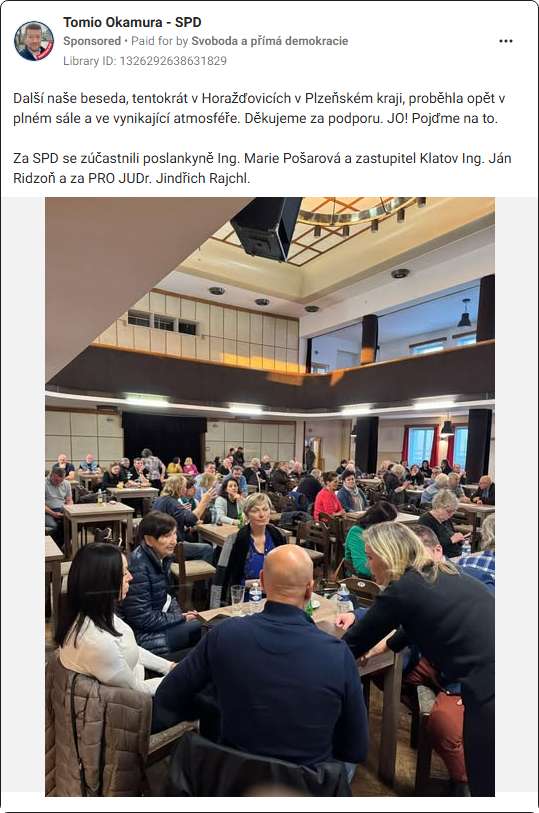 Tomio Okamura - SPD
Sponsored • Paid for by Svoboda a přímá demokracie
Library ID: 1326292638631829
Další naše beseda, tentokrát v Horažďovicích v Plzeňském kraji, proběhla opět v
plném sále a ve vynikající atmosféře. Děkujeme za podporu. JO! Pojďme na to.
Za SPD se zúčastnili poslankyně Ing. Marie Pošarová a zastupitel Klatov Ing. Ján
Ridzoň a za PRO JUDr. Jindřich Rajchl.